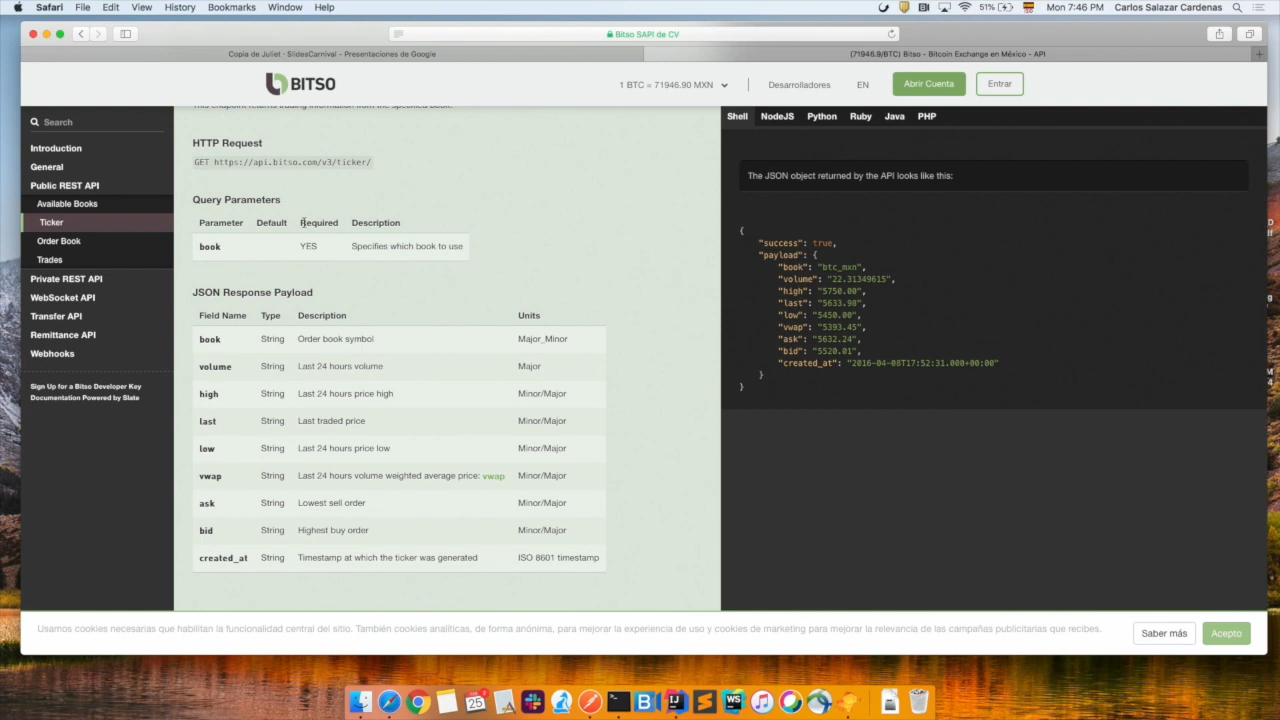 Safari File Edit View History Bookmarks Window Help 51% Mon 7:46 PM Carlos Salazar Cardenas
Bitso SAPI de CV
Copia de Juliet · SlidesCarnival - Presentaciones de Google
(71946.9/BTC) Bitso - Bitcoin Exchange en México - API
BITSO
1 BTC = 71946.90 MXN
Desarrolladores
EN
Abrir Cuenta
Entrar
Search
Introduction
General
Public REST API
Available Books
Ticker
Order Book
Trades
Private REST API
WebSocket API
Transfer API
Remittance API
Webhooks
Sign Up for a Bitso Developer Key
Documentation Powered by Slate
This endpoint returns trading information from the specified book.
HTTP Request
GET https://api.bitso.com/v3/ticker/
Query Parameters
Parameter Default Required Description
book YES Specifies which book to use
JSON Response Payload
Field Name Type Description Units
book String Order book symbol Major_Minor
volume String Last 24 hours volume Major
high String Last 24 hours price high Minor/Major
last String Last traded price Minor/Major
low String Last 24 hours price low Minor/Major
vwap String Last 24 hours volume weighted average price: vwap Minor/Major
ask String Lowest sell order Minor/Major
bid String Highest buy order Minor/Major
created_at String Timestamp at which the ticker was generated ISO 8601 timestamp
Shell NodeJS Python Ruby Java PHP
The JSON object returned by the API looks like this:
{
"success": true,
"payload": {
"book": "btc_mxn",
"volume": "22.31349615",
"high": "5750.00",
"last": "5633.98",
"low": "5450.00",
"vwap": "5393.45",
"ask": "5632.24",
"bid": "5520.01",
"created_at": "2016-04-08T17:52:31.000+00:00"
}
}
Usamos cookies necesarias que habilitan la funcionalidad central del sitio. También cookies analíticas, de forma anónima, para mejorar la experiencia de uso y cookies de marketing para mejorar la relevancia de las campañas publicitarias que recibes.
Saber más
Acepto
25
B
IJ
WS